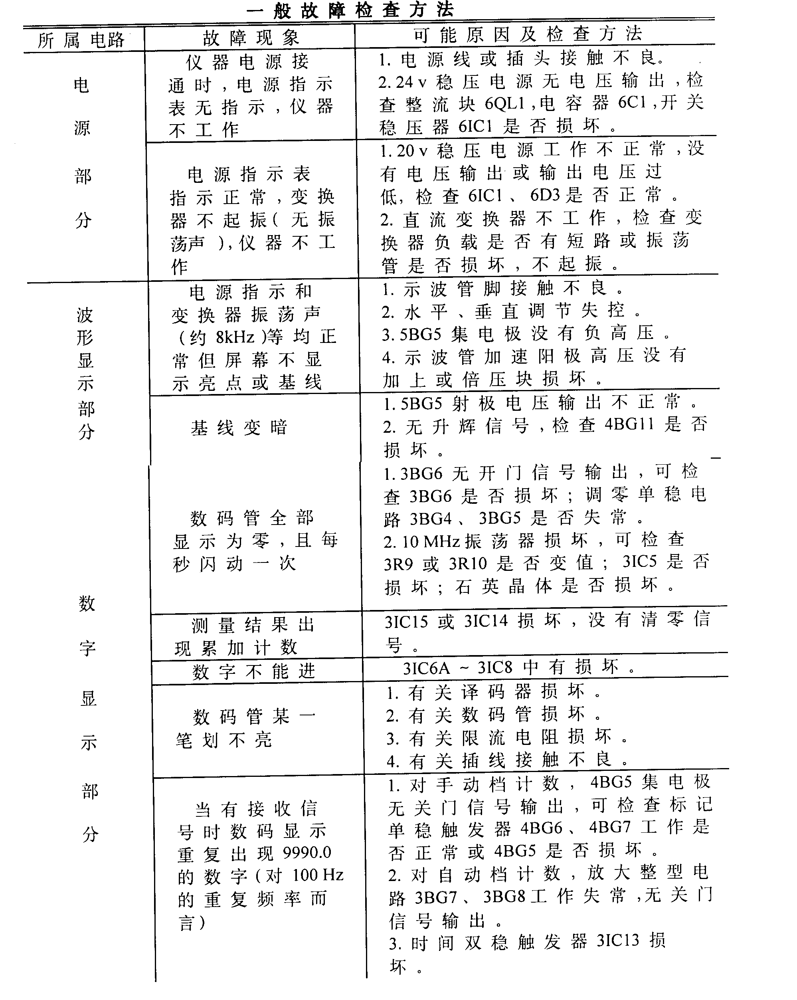 一般故障检查方法
所属电路 故障现象 可能原因及检查方法
电源部分
仪器电源接
通时,电源指示
表无指示,仪器
不工作
1. 电源线或插头接触不良。
2. 24 v 稳压电源无电压输出,检
查整流块 6QL1,电容器 6C1,开关
稳压器 6IC1 是否损坏。
电源指示表
指示正常,变换
器不起振(无振
荡声),仪器不工
作
1. 20 v 稳压电源工作不正常,没
有电压输出或输出电压过
低,检查 6IC1、6D3 是否正常。
2. 直流变换器不工作,检查变
换器负载是否有短路或振荡
管是否损坏,不起振。
波形显示部分
电源指示和
变换器振荡声
(约 8kHz)等均正
常但屏幕不显
示亮点或基线
1. 示波管脚接触不良。
2. 水平、垂直调节失控。
3. 5BG5 集电极没有负高压。
4. 示波管加速阳极高压没有
加上或倍压块损坏。
基线变暗
1. 5BG5 射极电压输出不正常。
2. 无升辉信号,检查 4BG11 是否
损坏。
数字显示部分
数码管全部
显示为零,且每
秒闪动一次
1. 3BG6 无开门信号输出,可检
查 3BG6 是否损坏;调零单稳电
路 3BG4、3BG5 是否失常。
2. 10 MHz 振荡器损坏,可检查
3R9 或 3R10 是否变值;3IC5 是否
损坏;石英晶体是否损坏。
测量结果出
现累加计数
3IC15 或 3IC14 损坏,没有清零信
号。
数字不能进
3IC6A ~ 3IC8 中有损坏。
数码管某一
笔划不亮
1. 有关译码器损坏。
2. 有关数码管损坏。
3. 有关限流电阻损坏。
4. 有关插线接触不良。
当有接收信
号时数码显示
重复出现 9990.0
的数字(对 100 Hz
的重复频率而
言)
1. 对手动档计数,4BG5 集电极
无关门信号输出,可检查标记
单稳触发器 4BG6、4BG7 工作是
否正常或 4BG5 是否损坏。
2. 对自动档计数,放大整型电
路 3BG7、3BG8 工作失常,无关门
信号输出。
3. 时间双稳触发器 3IC13 损
坏。